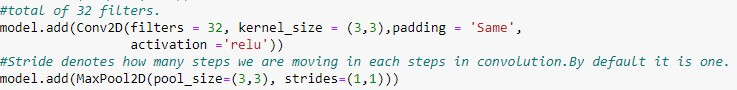 #total of 32 filters.
model.add(Conv2D(filters = 32, kernel_size = (3,3),padding = 'Same',
activation ='relu'))
#Stride denotes how many steps we are moving in each steps in convolution.By default it is one.
model.add(MaxPool2D(pool_size=(3,3), strides=(1,1)))